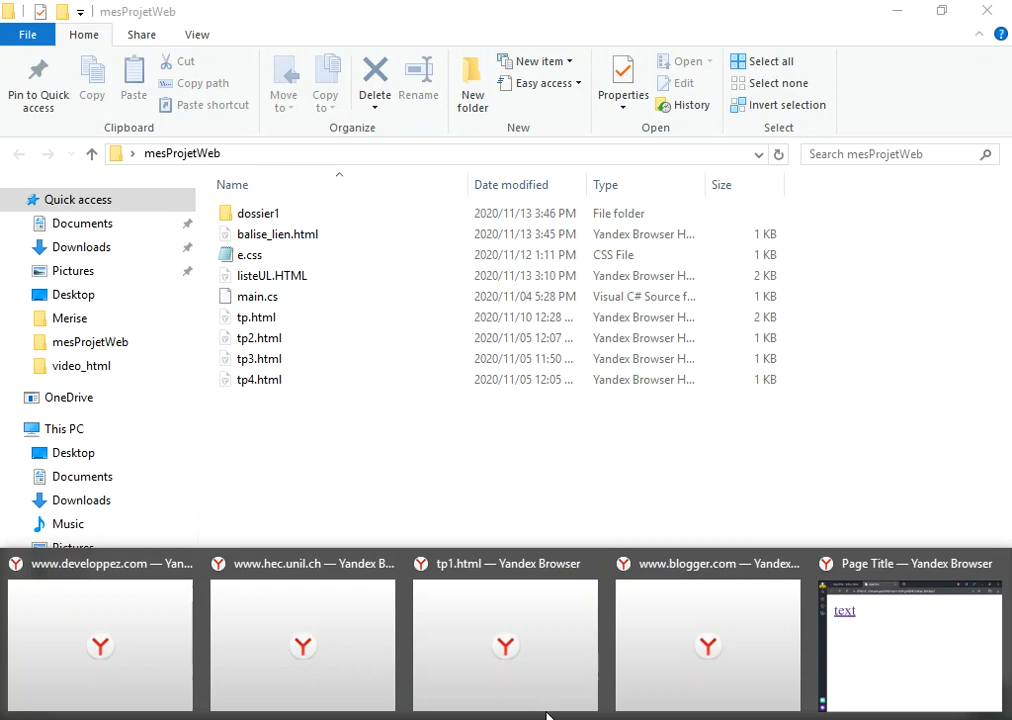 mesProjetWeb
File Home Share View
Pin to Quick access
Copy
Paste
Cut
Copy path
Paste shortcut
Clipboard
Move to
Copy to
Delete
Rename
Organize
New folder
New item
Easy access
New
Properties
Open
Edit
History
Open
Select all
Select none
Invert selection
Select
mesProjetWeb
Search mesProjetWeb
Name Date modified Type Size
Quick access
Documents
Downloads
Pictures
Desktop
Merise
mesProjetWeb
video_html
OneDrive
This PC
Desktop
Documents
Downloads
Music
Pictures
dossier1 2020/11/13 3:46 PM File folder
balise_lien.html 2020/11/13 3:45 PM Yandex Browser H... 1 KB
e.css 2020/11/12 1:11 PM CSS File 1 KB
listeUL.HTML 2020/11/13 3:10 PM Yandex Browser H... 2 KB
main.cs 2020/11/04 5:28 PM Visual C# Source f... 1 KB
tp.html 2020/11/10 12:28 ... Yandex Browser H... 2 KB
tp2.html 2020/11/05 12:07 ... Yandex Browser H... 1 KB
tp3.html 2020/11/05 11:50 ... Yandex Browser H... 1 KB
tp4.html 2020/11/05 12:05 ... Yandex Browser H... 1 KB
www.developpez.com — Yan...
www.hec.unil.ch — Yandex B...
tp1.html — Yandex Browser
www.blogger.com — Yandex...
Page Title — Yandex Browser
text